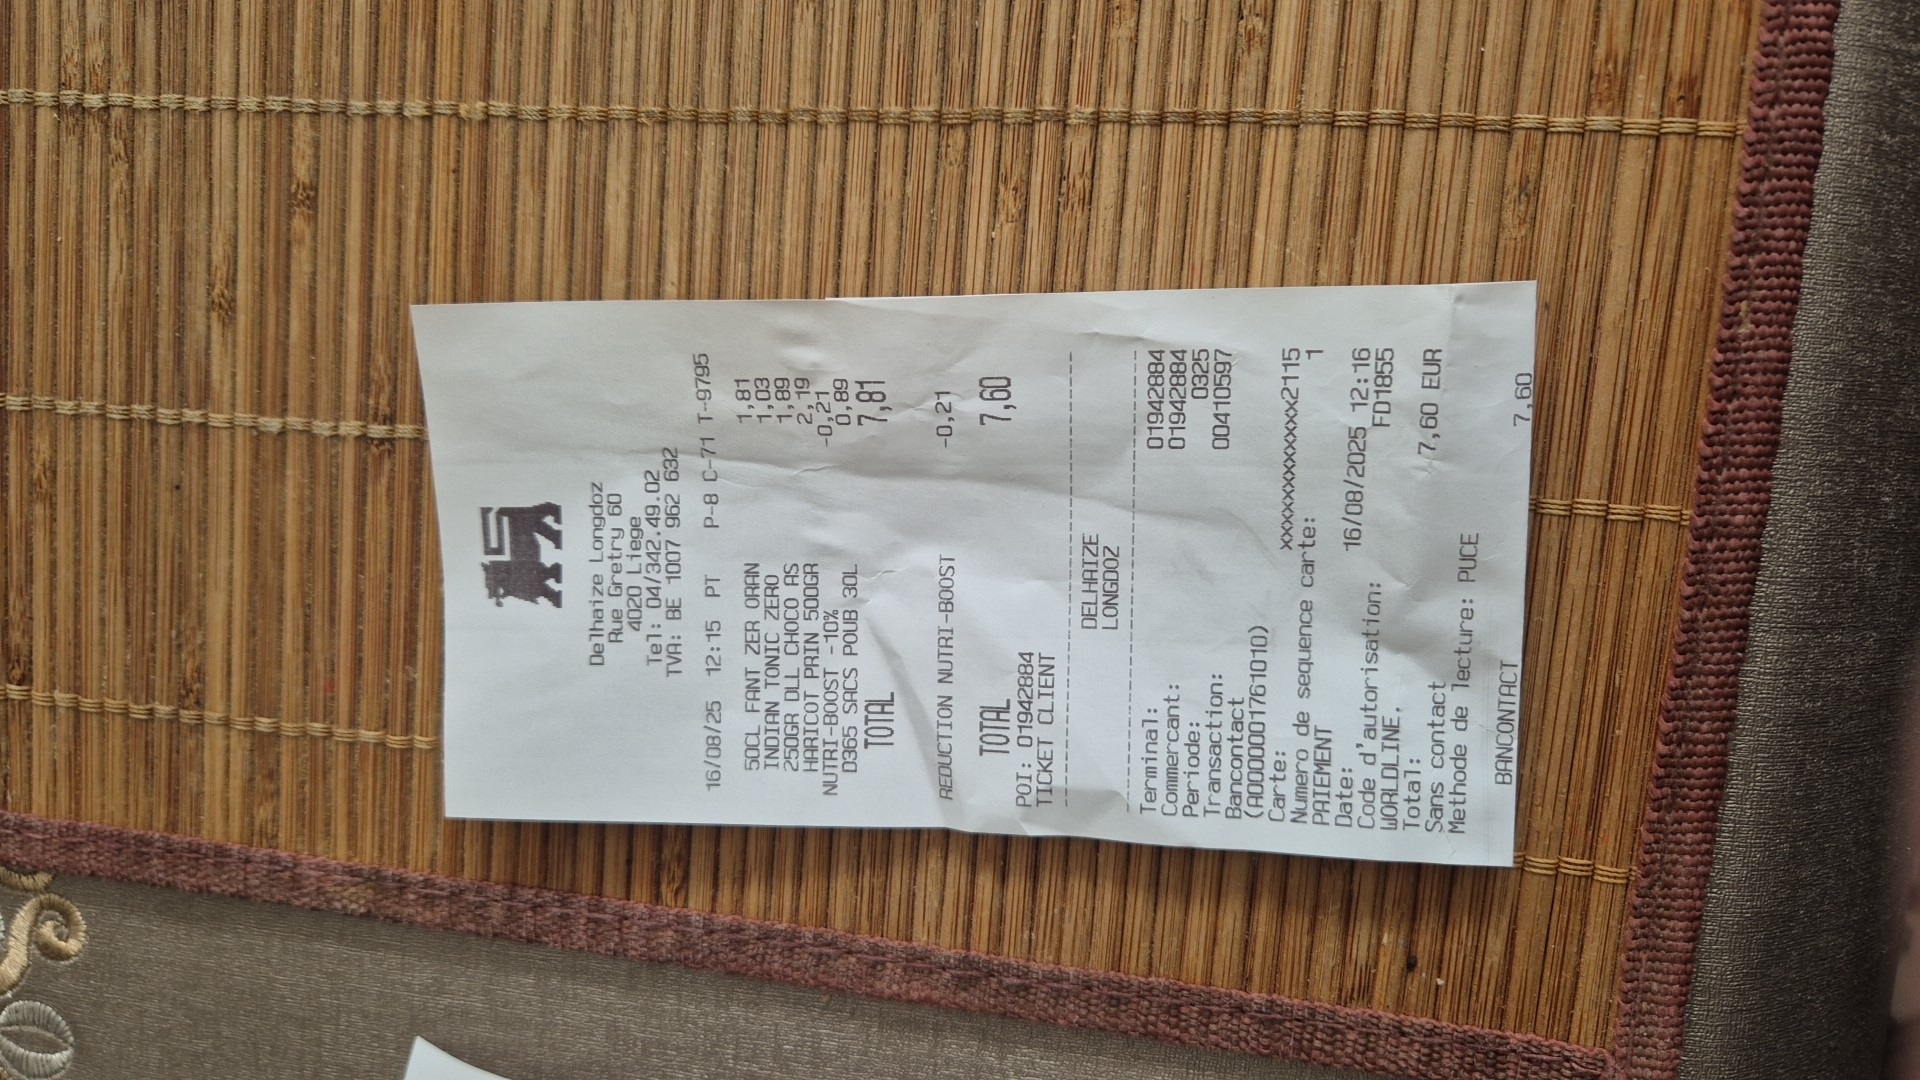 Delhaize Longdoz
Rue Gretry 60
4020 Liege
Tel: 04/342.49.02
TVA: BE 1007 962 632
16/08/25 12:15 PT P-8 C-71 T-9795
50CL FANT ZER ORAN 1,81
INDIAN TONIC ZERO 1,03
250GR DLL CHOCO AS 1,89
HARICOT PRIN 500GR 2,19
NUTRI-BOOST -10% -0,21
D365 SACS POUB 30L 0,89
TOTAL 7,81
REDUCTION NUTRI-BOOST -0,21
TOTAL 7,60
POI: 01942884
TICKET CLIENT
DELHAIZE
LONGDOZ
Terminal: 01942884
Commercant: 01942884
Periode: 0325
Transaction: 00410597
Bancontact
(A0000001761010)
Carte: xxxxxxxxxxxxx2115
Numero de sequence carte: 1
PAIEMENT
Date: 16/08/2025 12:16
Code d'autorisation: FD1855
WORLDLINE.
Total: 7,60 EUR
Sans contact
Methode de lecture: PUCE
BANCONTACT 7,60